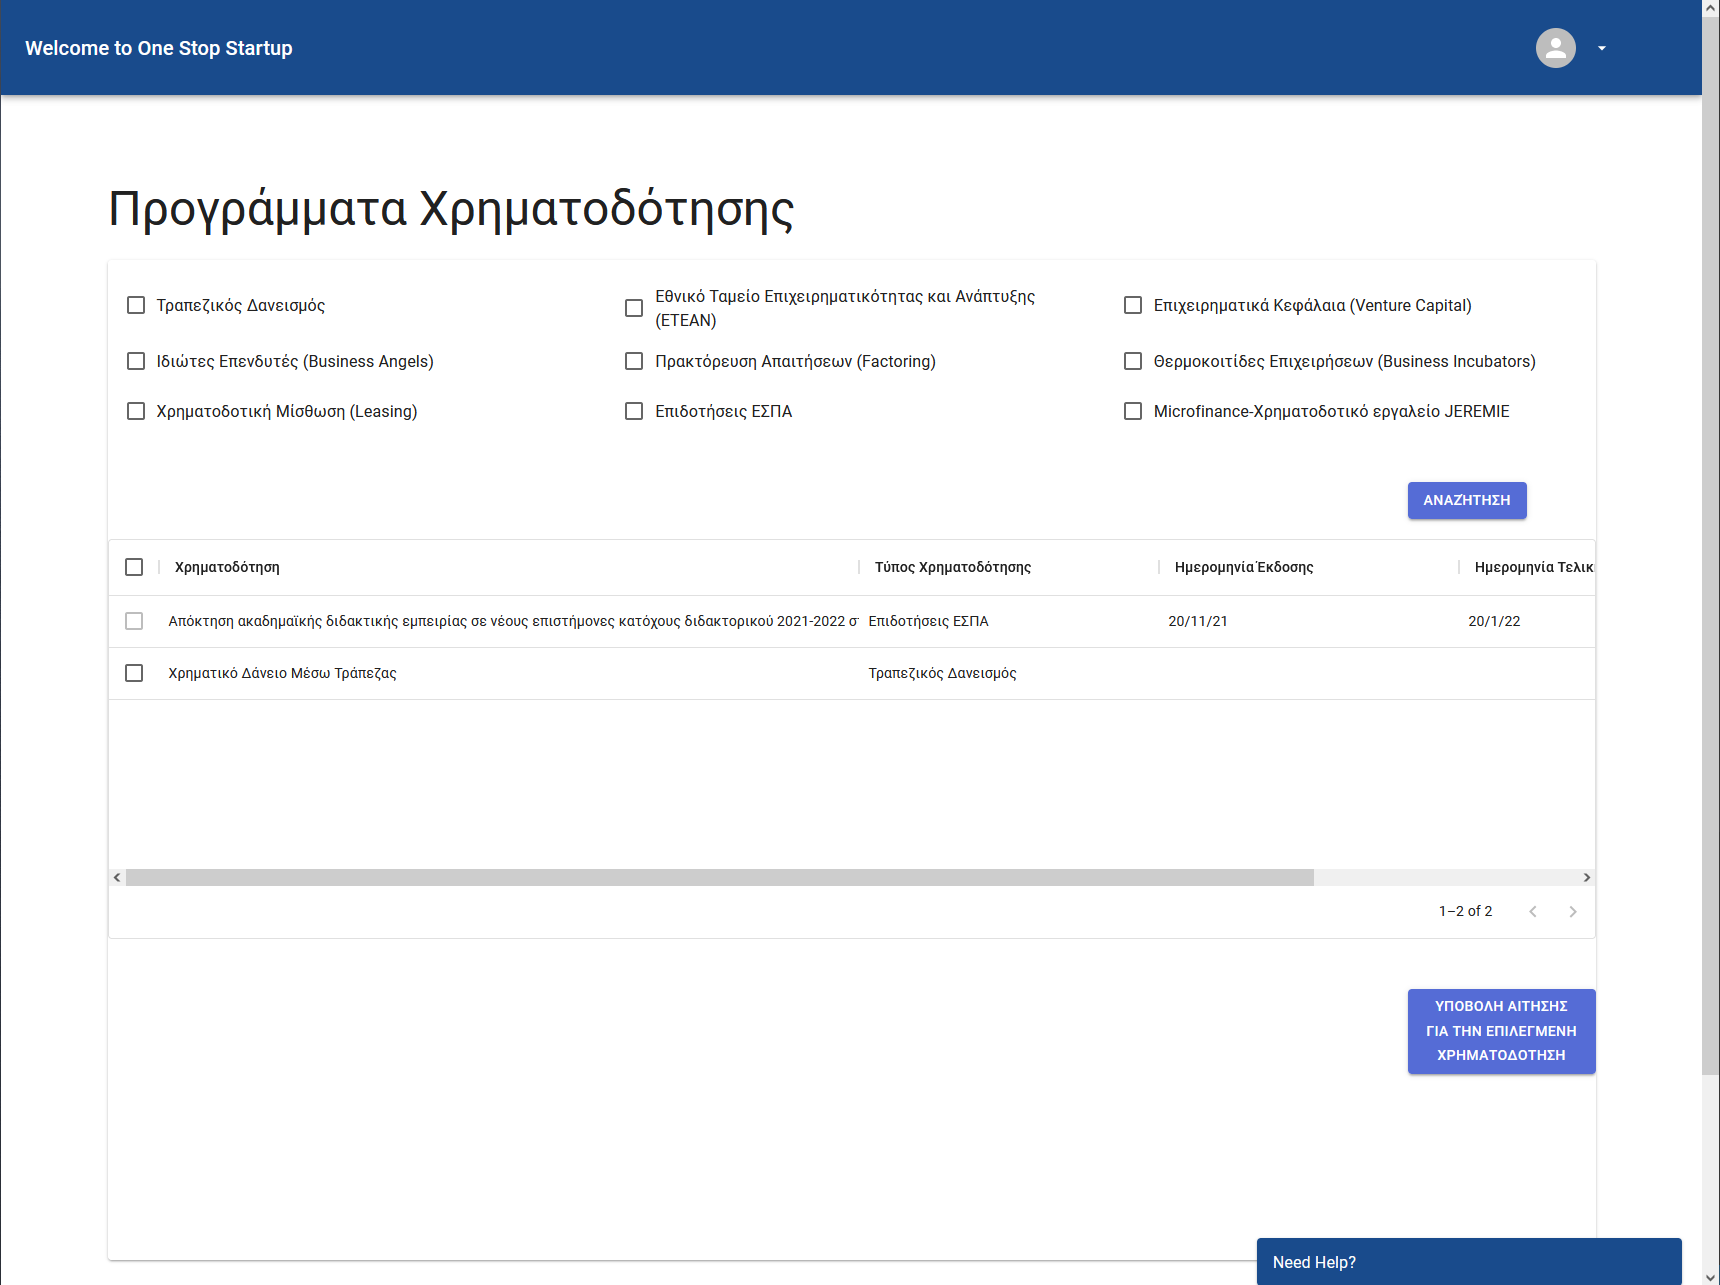 Welcome to One Stop Startup
Προγράμματα Χρηματοδότησης
Τραπεζικός Δανεισμός
Εθνικό Ταμείο Επιχειρηματικότητας και Ανάπτυξης
(ΕΤΕΑΝ)
Επιχειρηματικά Κεφάλαια (Venture Capital)
Ιδιώτες Επενδυτές (Business Angels)
Πρακτόρευση Απαιτήσεων (Factoring)
Θερμοκοιτίδες Επιχειρήσεων (Business Incubators)
Χρηματοδοτική Μίσθωση (Leasing)
Επιδοτήσεις ΕΣΠΑ
Microfinance-Χρηματοδοτικό εργαλείο JEREMIE
ΑΝΑΖΉΤΗΣΗ
Χρηματοδότηση
Τύπος Χρηματοδότησης
Ημερομηνία Έκδοσης
Ημερομηνία Τελικ
Απόκτηση ακαδημαϊκής διδακτικής εμπειρίας σε νέους επιστήμονες κατόχους διδακτορικού 2021-2022 στ
Επιδοτήσεις ΕΣΠΑ
20/11/21
20/1/22
Χρηματικό Δάνειο Μέσω Τράπεζας
Τραπεζικός Δανεισμός
1–2 of 2
ΥΠΟΒΟΛΗ ΑΙΤΗΣΗΣ
ΓΙΑ ΤΗΝ ΕΠΙΛΕΓΜΕΝΗ
ΧΡΗΜΑΤΟΔΟΤΗΣΗ
Need Help?